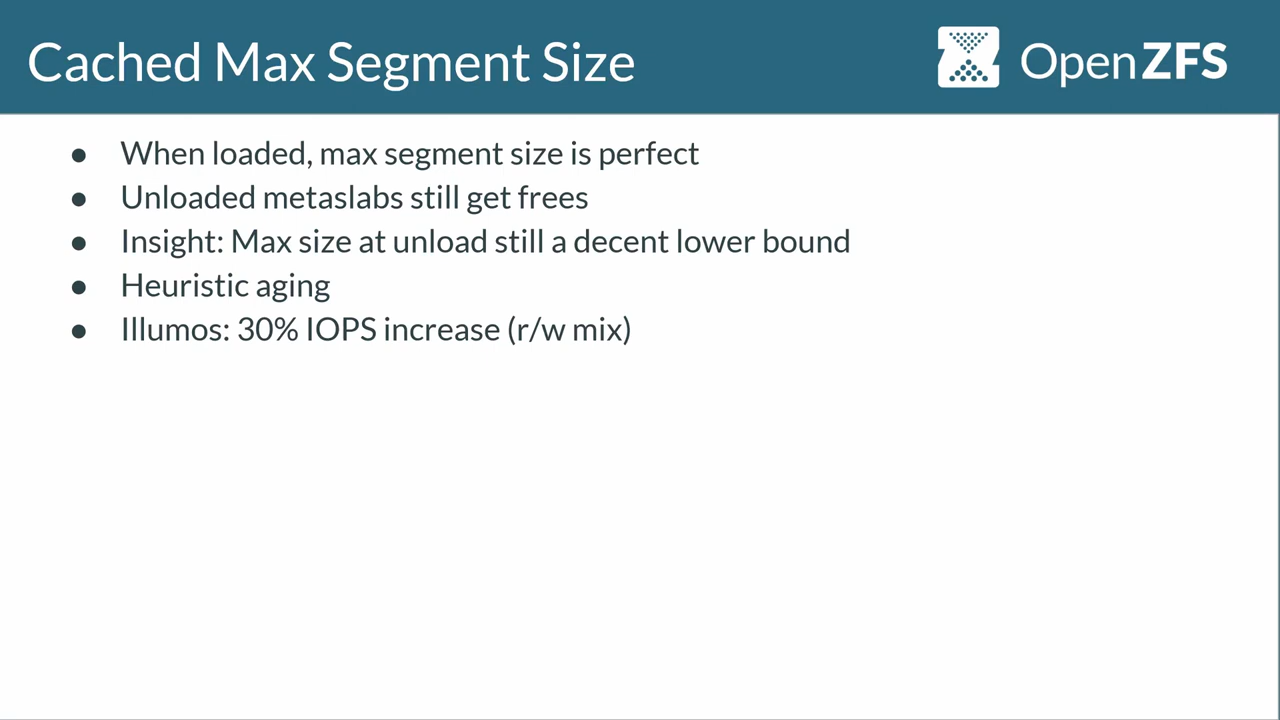 Cached Max Segment Size
OpenZFS
● When loaded, max segment size is perfect
● Unloaded metaslabs still get frees
● Insight: Max size at unload still a decent lower bound
● Heuristic aging
● Illumos: 30% IOPS increase (r/w mix)